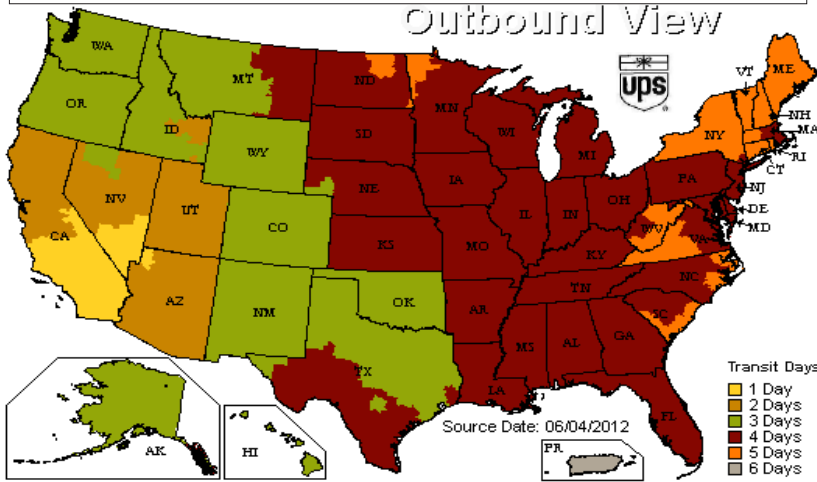 Outbound View
ups
WA
MT
ND
MN
VT
ME
OR
ID
SD
WI
MI
NY
NH
MA
RI
CT
WY
NE
IA
PA
NJ
NV
UT
CO
IL
IN
OH
DE
MD
CA
KS
MO
KY
WV
VA
AZ
NM
OK
AR
TN
NC
SC
TX
LA
MS
AL
GA
FL
AK
HI
PR
Source Date: 06/04/2012
Transit Days
1 Day
2 Days
3 Days
4 Days
5 Days
6 Days